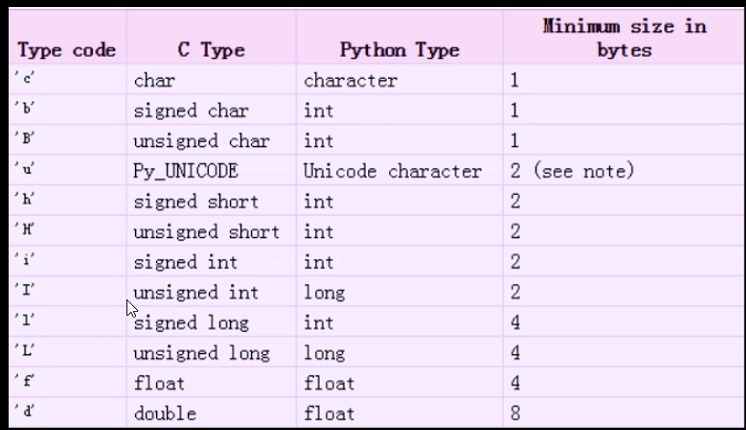 Type code C Type Python Type Minimum size in bytes
'c' char character 1
'b' signed char int 1
'B' unsigned char int 1
'u' Py_UNICODE Unicode character 2 (see note)
'h' signed short int 2
'H' unsigned short int 2
'i' signed int int 2
'I' unsigned int long 2
'l' signed long int 4
'L' unsigned long long 4
'f' float float 4
'd' double float 8